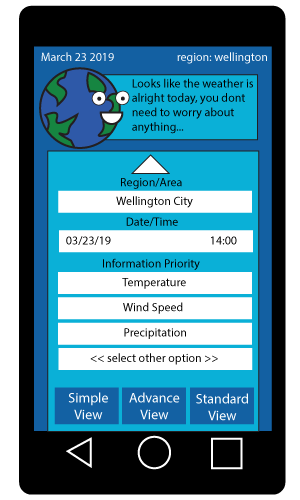 March 23 2019 region: wellington
Looks like the weather is
alright today, you dont
need to worry about
anything...
Region/Area
Wellington City
Date/Time
03/23/19 14:00
Information Priority
Temperature
Wind Speed
Precipitation
<< select other option >>
Simple View
Advance View
Standard View